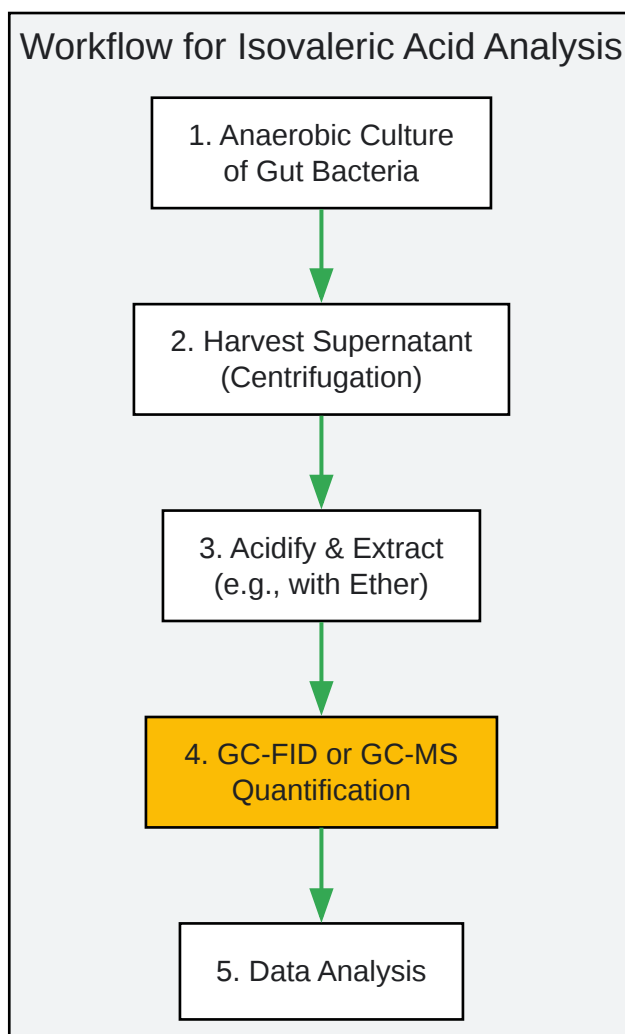 Workflow for Isovaleric Acid Analysis
1. Anaerobic Culture
of Gut Bacteria
2. Harvest Supernatant
(Centrifugation)
3. Acidify & Extract
(e.g., with Ether)
4. GC-FID or GC-MS
Quantification
5. Data Analysis